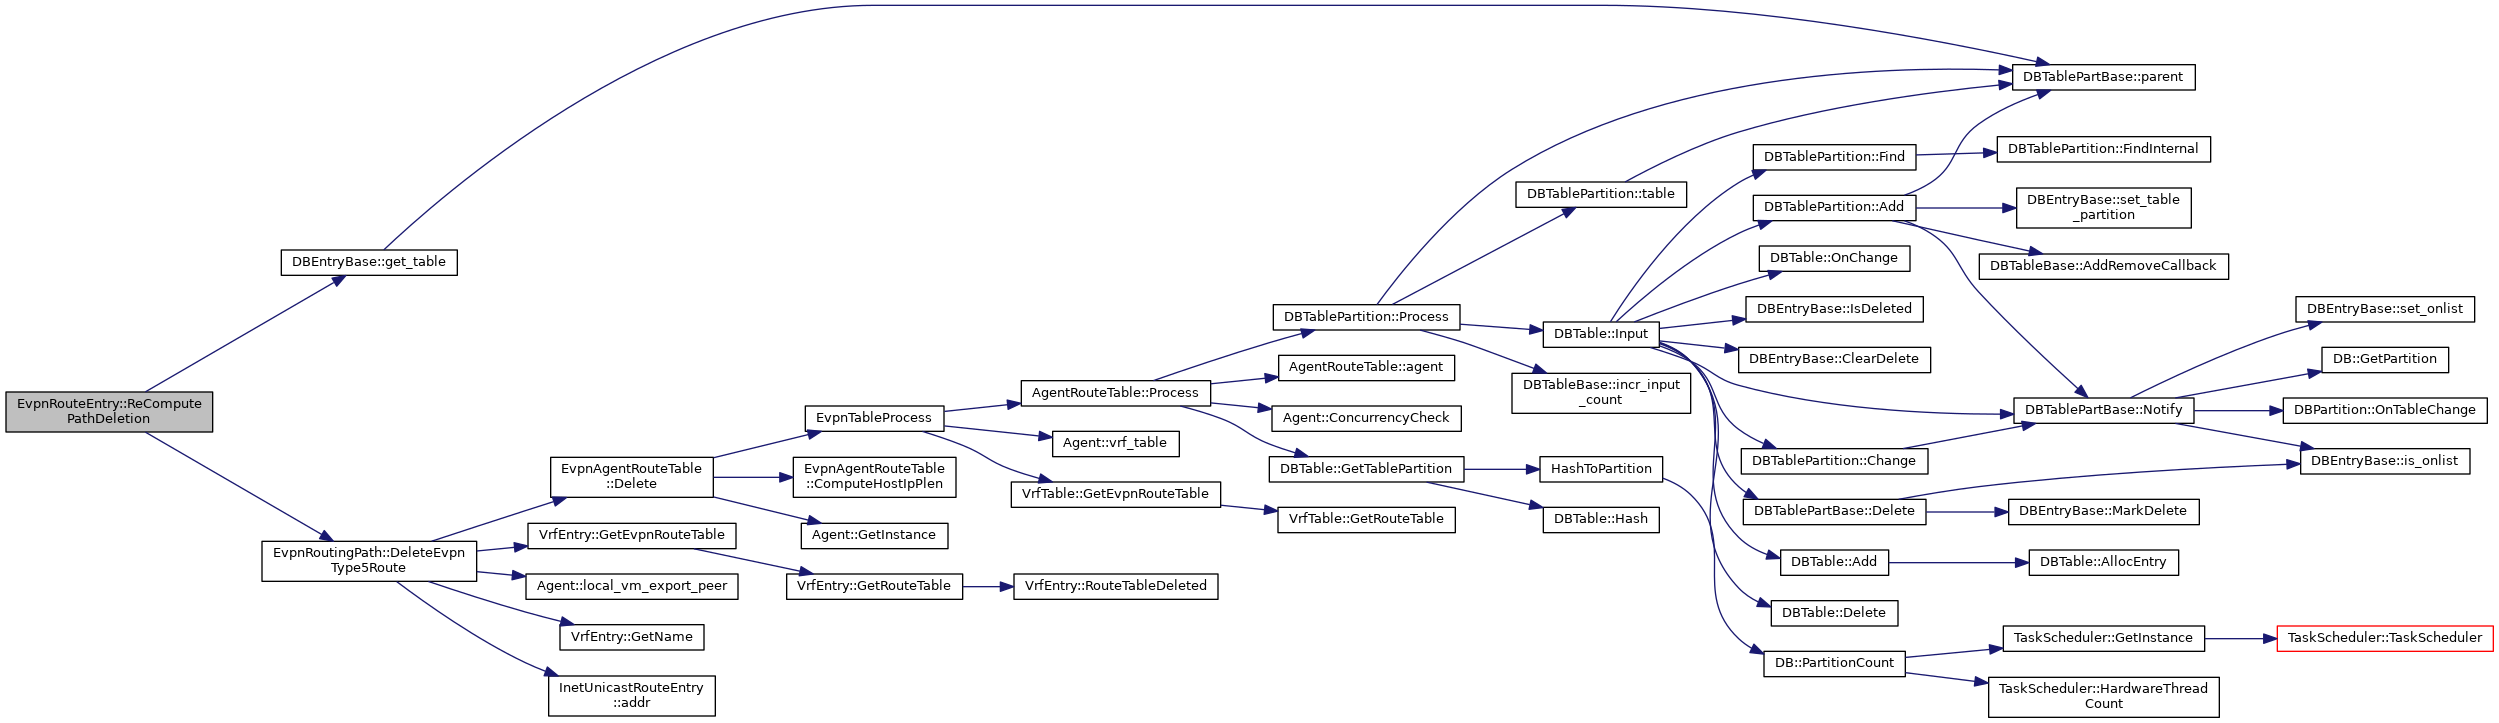 EvpnRouteEntry::ReCompute
PathDeletion
DBEntryBase::get_table
EvpnRoutingPath::DeleteEvpn
Type5Route
EvpnAgentRouteTable
::Delete
VrfEntry::GetEvpnRouteTable
Agent::local_vm_export_peer
VrfEntry::GetName
InetUnicastRouteEntry
::addr
EvpnTableProcess
EvpnAgentRouteTable
::ComputeHostIpPlen
Agent::GetInstance
VrfEntry::GetRouteTable
AgentRouteTable::Process
Agent::vrf_table
VrfTable::GetEvpnRouteTable
VrfEntry::RouteTableDeleted
DBTablePartition::Process
AgentRouteTable::agent
Agent::ConcurrencyCheck
DBTable::GetTablePartition
VrfTable::GetRouteTable
DBTablePartition::table
DBTable::Input
DBTableBase::incr_input
_count
HashToPartition
DBTable::Hash
DBTablePartition::Find
DBTablePartition::Add
DBTable::OnChange
DBEntryBase::IsDeleted
DBEntryBase::ClearDelete
DBTablePartition::Change
DBTablePartBase::Delete
DBTable::Add
DBTable::Delete
DB::PartitionCount
DBTablePartBase::parent
DBTablePartition::FindInternal
DBEntryBase::set_table
_partition
DBTableBase::AddRemoveCallback
DBTablePartBase::Notify
DBEntryBase::MarkDelete
DBTable::AllocEntry
TaskScheduler::GetInstance
TaskScheduler::HardwareThread
Count
DBEntryBase::set_onlist
DB::GetPartition
DBPartition::OnTableChange
DBEntryBase::is_onlist
TaskScheduler::TaskScheduler